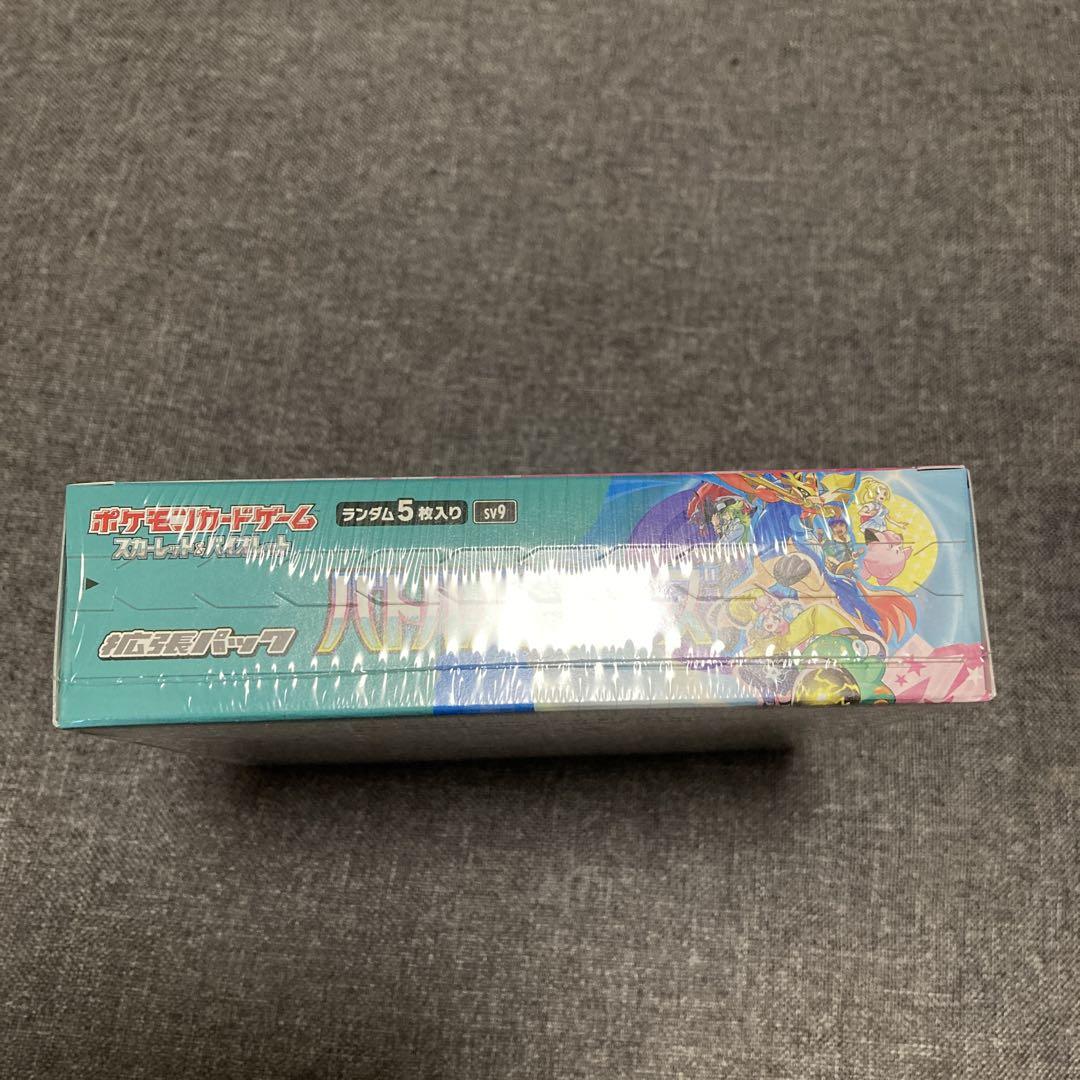 ポケモンカードゲーム
スカーレット&バイオレット
ランダム5枚入り
SV9
拡張パック